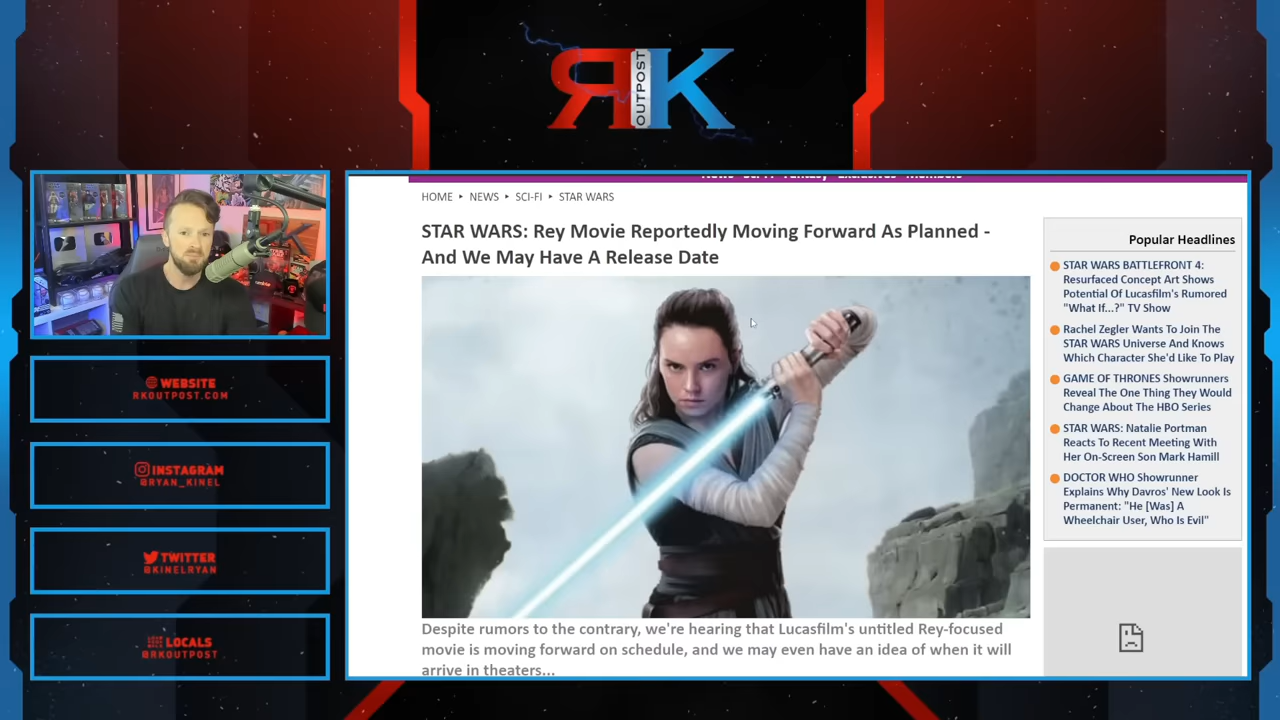 RK
OUTPOST
WEBSITE
RKOUTPOST.COM
INSTAGRAM
@RYAN_KINEL
TWITTER
@KINELRYAN
LOCALS
@RKOUTPOST
News Sci-Fi Fantasy Exclusives Members
HOME ▸ NEWS ▸ SCI-FI ▸ STAR WARS
STAR WARS: Rey Movie Reportedly Moving Forward As Planned -
And We May Have A Release Date
Despite rumors to the contrary, we're hearing that Lucasfilm's untitled Rey-focused
movie is moving forward on schedule, and we may even have an idea of when it will
arrive in theaters...
Popular Headlines
STAR WARS BATTLEFRONT 4:
Resurfaced Concept Art Shows
Potential Of Lucasfilm's Rumored
"What If...?" TV Show
Rachel Zegler Wants To Join The
STAR WARS Universe And Knows
Which Character She'd Like To Play
GAME OF THRONES Showrunners
Reveal The One Thing They Would
Change About The HBO Series
STAR WARS: Natalie Portman
Reacts To Recent Meeting With
Her On-Screen Son Mark Hamill
DOCTOR WHO Showrunner
Explains Why Davros' New Look Is
Permanent: "He [Was] A
Wheelchair User, Who Is Evil"